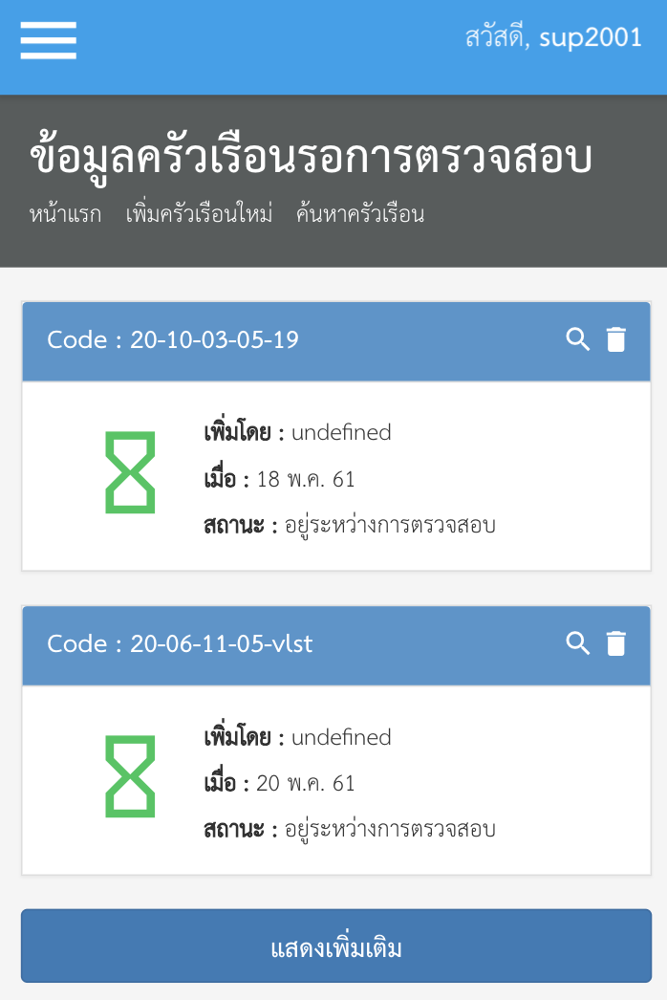 สวัสดี, sup2001
ข้อมูลครัวเรือนรอการตรวจสอบ
หน้าแรก เพิ่มครัวเรือนใหม่ ค้นหาครัวเรือน
Code : 20-10-03-05-19
เพิ่มโดย : undefined
เมื่อ : 18 พ.ค. 61
สถานะ : อยู่ระหว่างการตรวจสอบ
Code : 20-06-11-05-vlst
เพิ่มโดย : undefined
เมื่อ : 20 พ.ค. 61
สถานะ : อยู่ระหว่างการตรวจสอบ
แสดงเพิ่มเติม